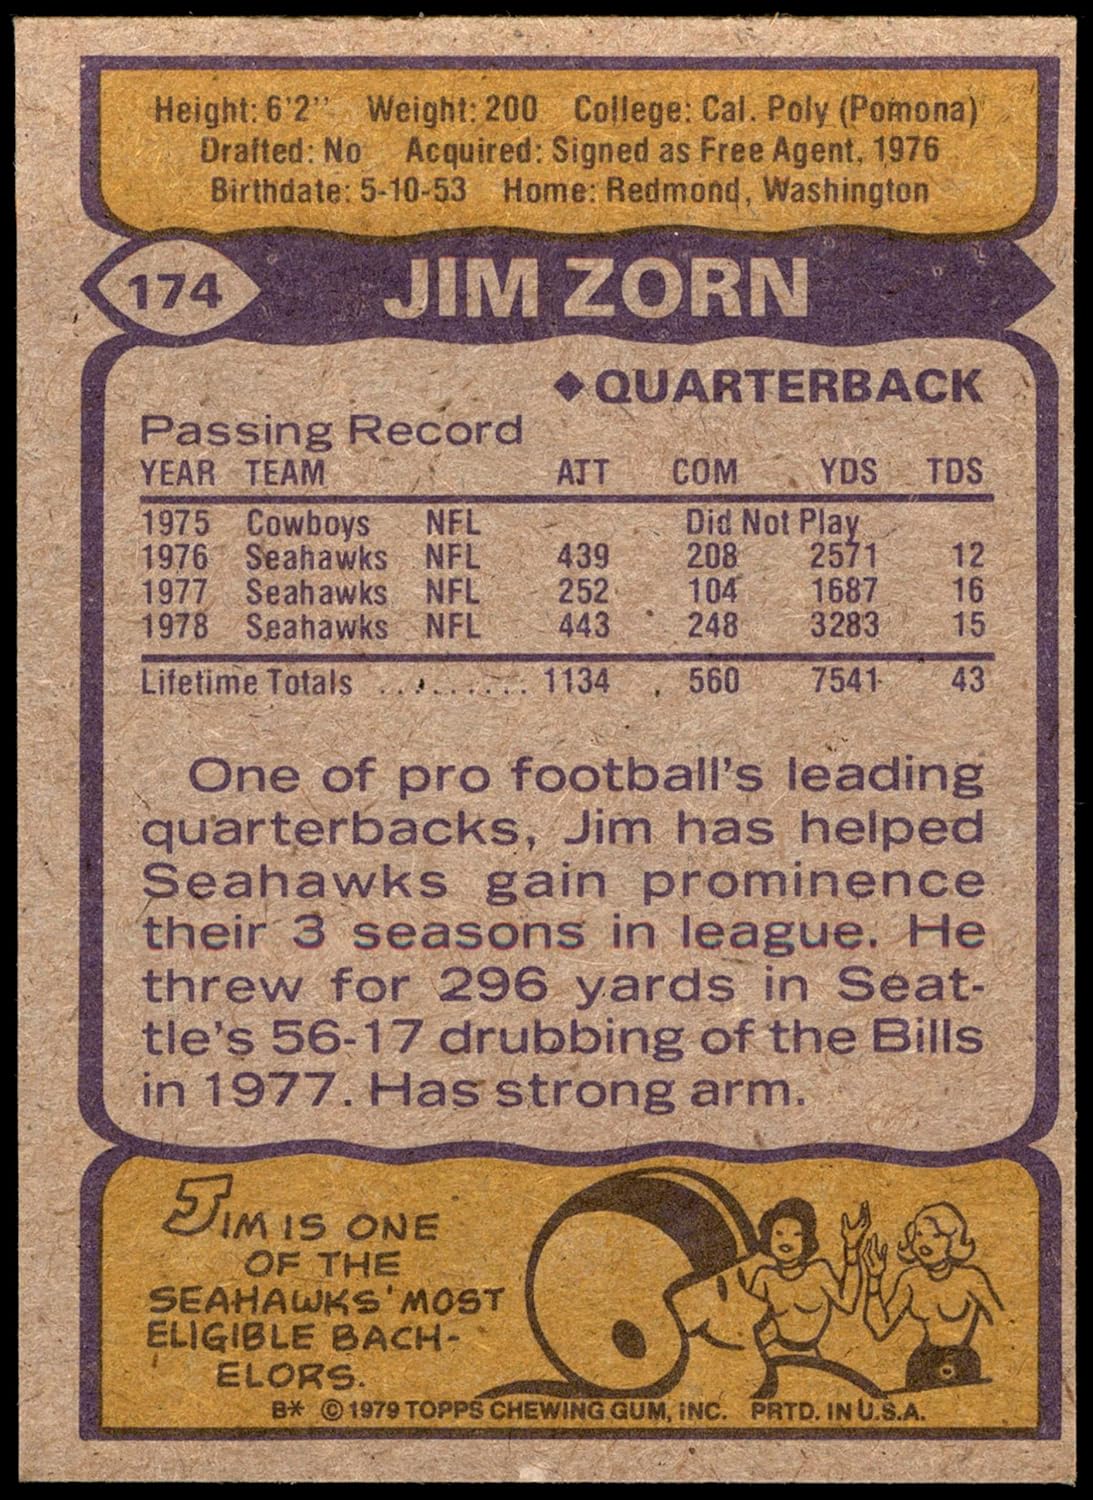 Height: 6'2" Weight: 200 College: Cal. Poly (Pomona)
Drafted: No Acquired: Signed as Free Agent, 1976
Birthdate: 5-10-53 Home: Redmond, Washington
174 JIM ZORN
◆QUARTERBACK
Passing Record
YEAR TEAM ATT COM YDS TDS
1975 Cowboys NFL Did Not Play
1976 Seahawks NFL 439 208 2571 12
1977 Seahawks NFL 252 104 1687 16
1978 Seahawks NFL 443 248 3283 15
Lifetime Totals .......... 1134 560 7541 43
One of pro football's leading
quarterbacks, Jim has helped
Seahawks gain prominence
their 3 seasons in league. He
threw for 296 yards in Seat-
tle's 56-17 drubbing of the Bills
in 1977. Has strong arm.
JIM IS ONE
OF THE
SEAHAWKS' MOST
ELIGIBLE BACH-
ELORS.
B* © 1979 TOPPS CHEWING GUM, INC. PRTD. IN U.S.A.